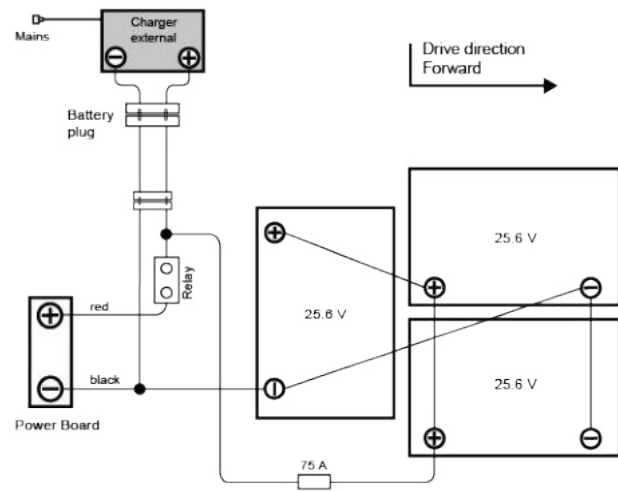 Charger
external
Mains
Drive direction
Forward
Battery
plug
25.6 V
Relay
25.6 V
red
25.6 V
black
Power Board
75 A